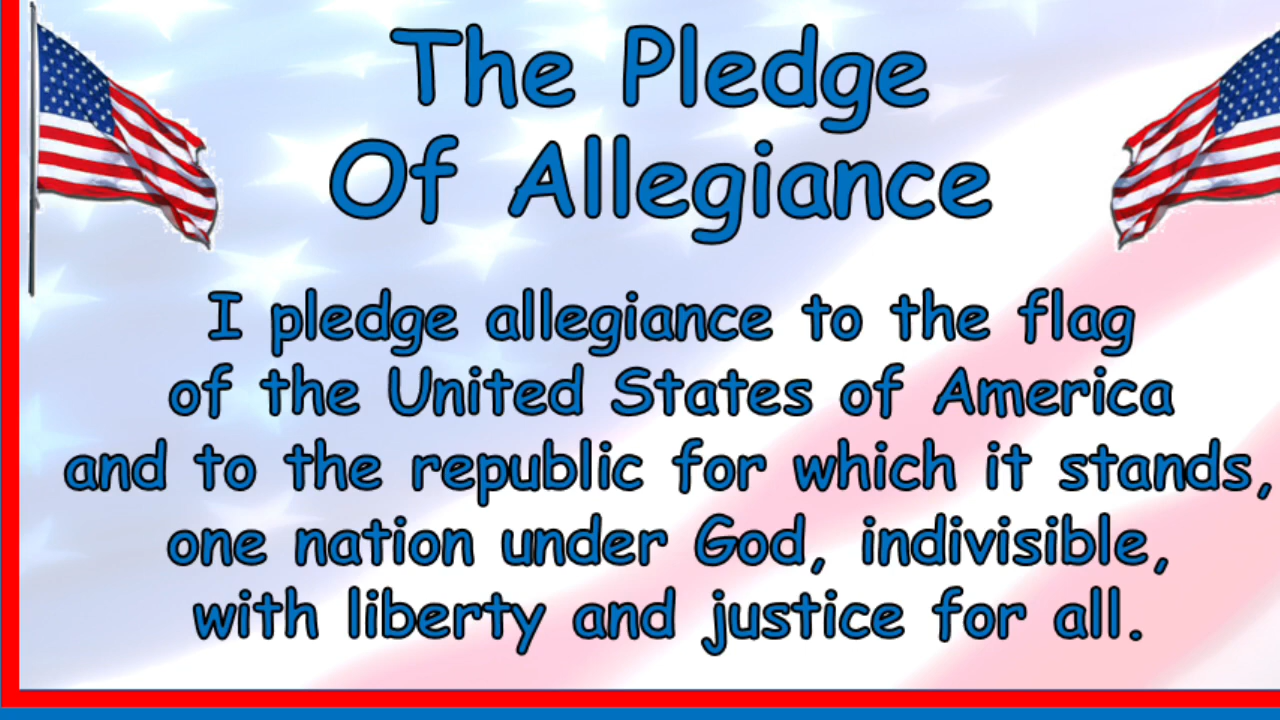 The Pledge
Of Allegiance
I pledge allegiance to the flag
of the United States of America
and to the republic for which it stands,
one nation under God, indivisible,
with liberty and justice for all.